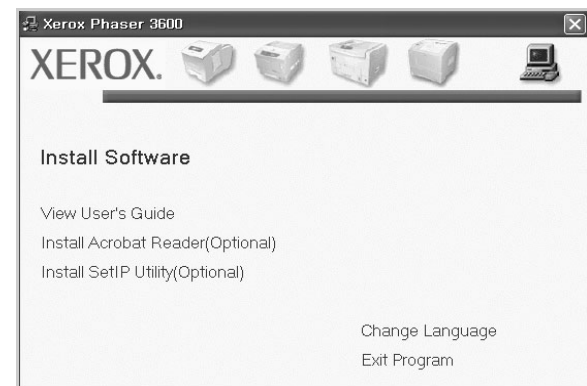 Xerox Phaser 3600
XEROX.
Install Software
View User's Guide
Install Acrobat Reader(Optional)
Install SetIP Utility(Optional)
Change Language
Exit Program